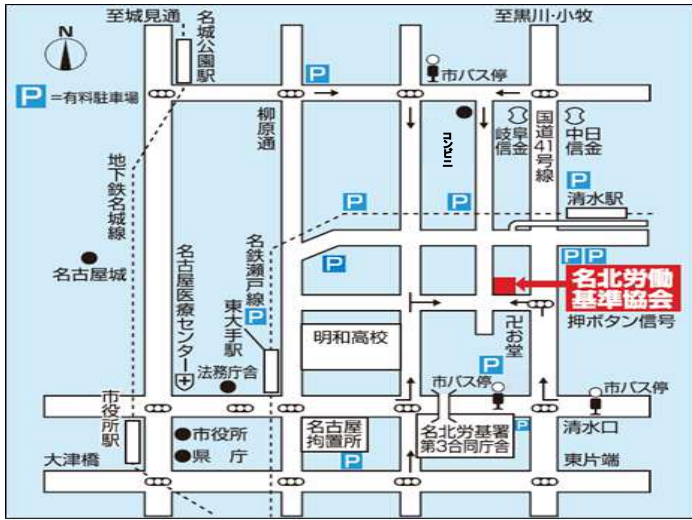 至城見通
至黒川・小牧
N
名城公園駅
P
市バス停
P=有料駐車場
柳原通
コンビニ
岐阜信金
国道41号線
中日信金
地下鉄名城線
P
清水駅
P
P
名古屋城
名古屋医療センター
名鉄瀬戸線
P
P P
名北労働
基準協会
東大手駅
P
押ボタン信号
明和高校
卍お堂
法務庁舎
P
市バス停
市バス停
市役所駅
市役所
県 庁
名古屋
拘置所
名北労基署
第3合同庁舎
P
清水口
大津橋
P
東片端